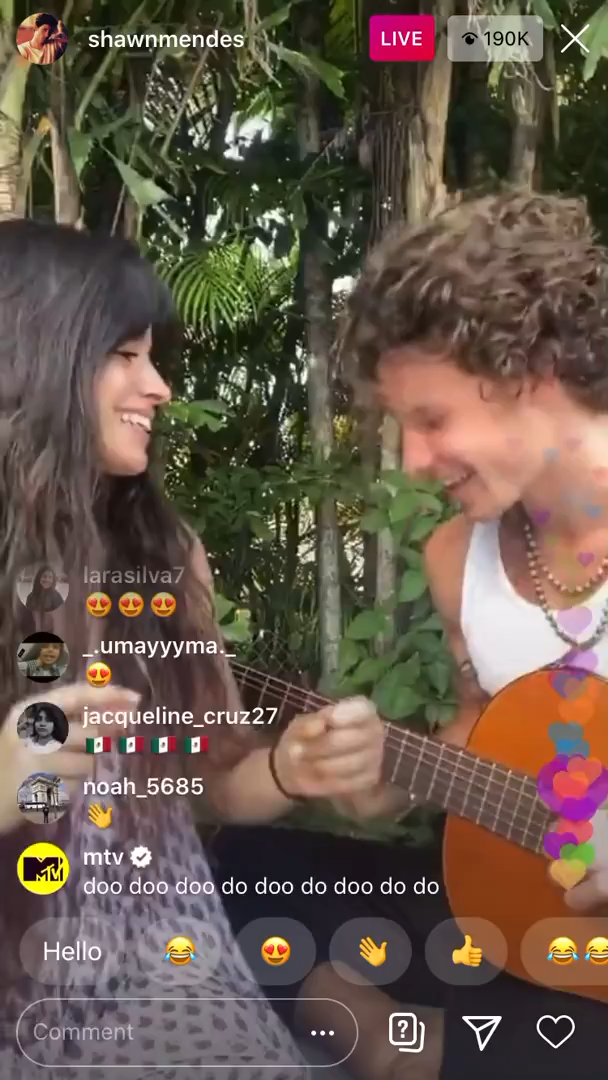 shawnmendes
LIVE
190K
larasilva7
😍😍😍
_.umayyyma._
😍
jacqueline_cruz27
🇲🇽 🇲🇽 🇲🇽 🇲🇽
noah_5685
👋
mtv
doo doo doo do doo do doo do do
Hello 😂 😍 👋 👍 😂😂
Comment ...